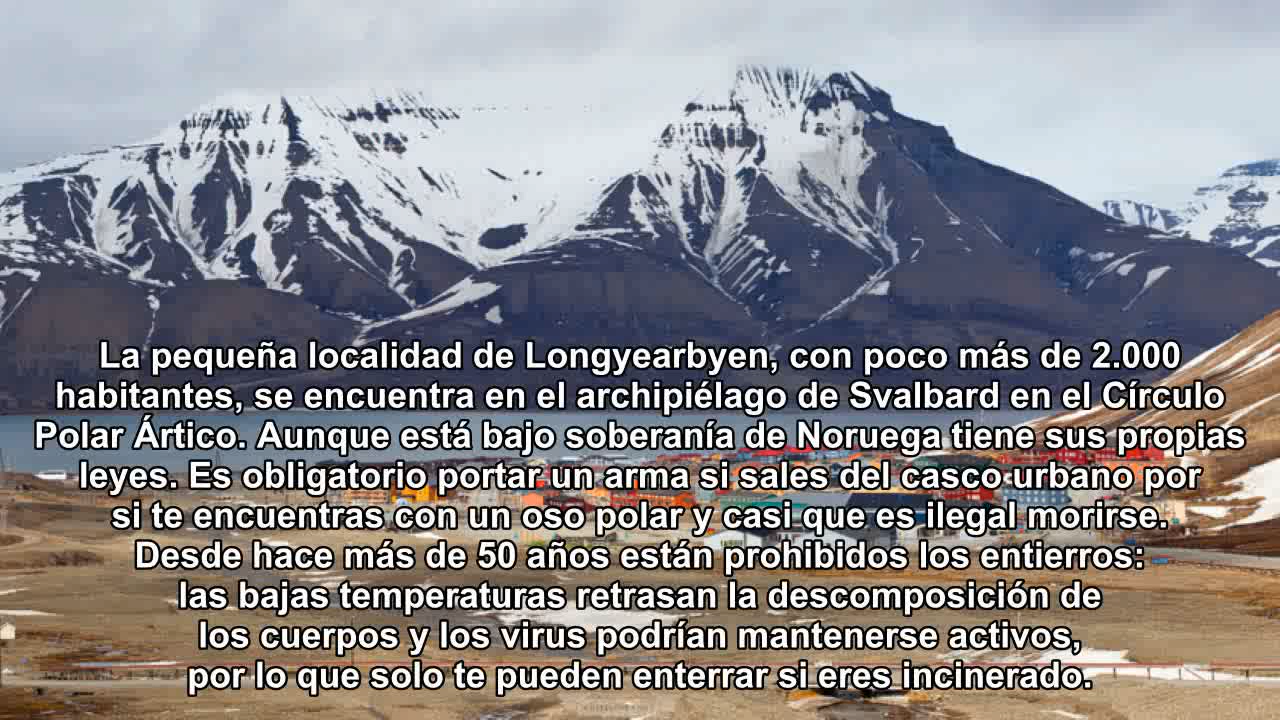 La pequeña localidad de Longyearbyen, con poco más de 2.000
habitantes, se encuentra en el archipiélago de Svalbard en el Círculo
Polar Ártico. Aunque está bajo soberanía de Noruega tiene sus propias
leyes. Es obligatorio portar un arma si sales del casco urbano por
si te encuentras con un oso polar y casi que es ilegal morirse.
Desde hace más de 50 años están prohibidos los entierros:
las bajas temperaturas retrasan la descomposición de
los cuerpos y los virus podrían mantenerse activos,
por lo que solo te pueden enterrar si eres incinerado.